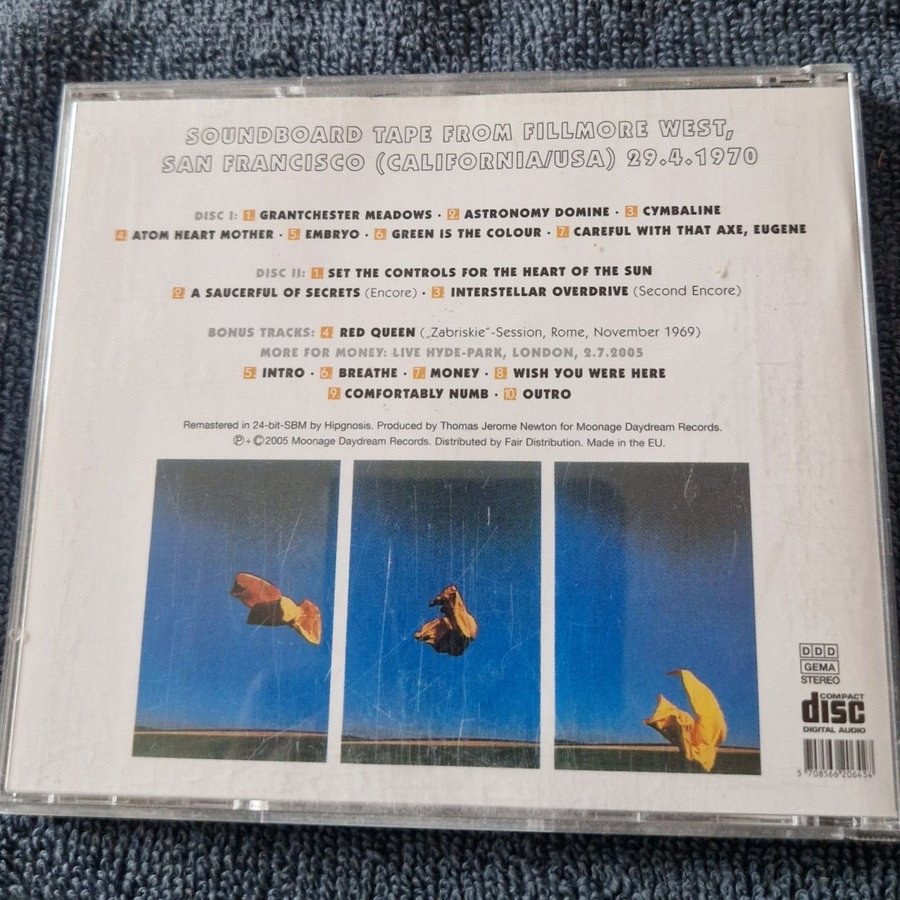 SOUNDBOARD TAPE FROM FILLMORE WEST,
SAN FRANCISCO (CALIFORNIA/USA) 29.4.1970
DISC I: 1. GRANTCHESTER MEADOWS · 2. ASTRONOMY DOMINE · 3. CYMBALINE
4. ATOM HEART MOTHER · 5. EMBRYO · 6. GREEN IS THE COLOUR · 7. CAREFUL WITH THAT AXE, EUGENE
DISC II: 1. SET THE CONTROLS FOR THE HEART OF THE SUN
2. A SAUCERFUL OF SECRETS (Encore) · 3. INTERSTELLAR OVERDRIVE (Second Encore)
BONUS TRACKS: 4. RED QUEEN („Zabriskie"-Session, Rome, November 1969)
MORE FOR MONEY: LIVE HYDE-PARK, LONDON, 2.7.2005
5. INTRO · 6. BREATHE · 7. MONEY · 8. WISH YOU WERE HERE
9. COMFORTABLY NUMB · 10. OUTRO
Remastered in 24-bit-SBM by Hipgnosis. Produced by Thomas Jerome Newton for Moonage Daydream Records.
℗+©2005 Moonage Daydream Records. Distributed by Fair Distribution. Made in the EU.
DDD
GEMA
STEREO
COMPACT
disc
DIGITAL AUDIO
5 708566 206434